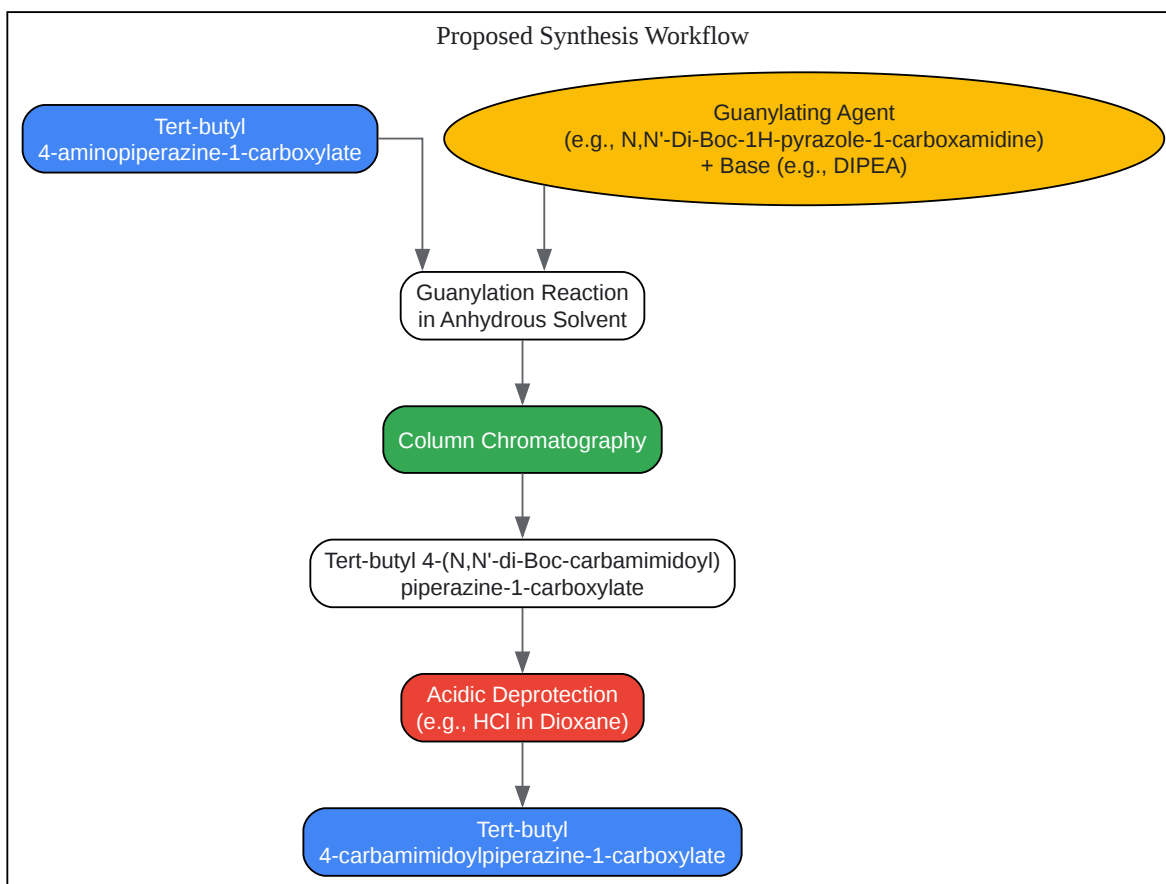 Proposed Synthesis Workflow
Tert-butyl
4-aminopiperazine-1-carboxylate
Guanylating Agent
(e.g., N,N'-Di-Boc-1H-pyrazole-1-carboxamidine)
+ Base (e.g., DIPEA)
Guanylation Reaction
in Anhydrous Solvent
Column Chromatography
Tert-butyl 4-(N,N'-di-Boc-carbamimidoyl)
piperazine-1-carboxylate
Acidic Deprotection
(e.g., HCl in Dioxane)
Tert-butyl
4-carbamimidoylpiperazine-1-carboxylate